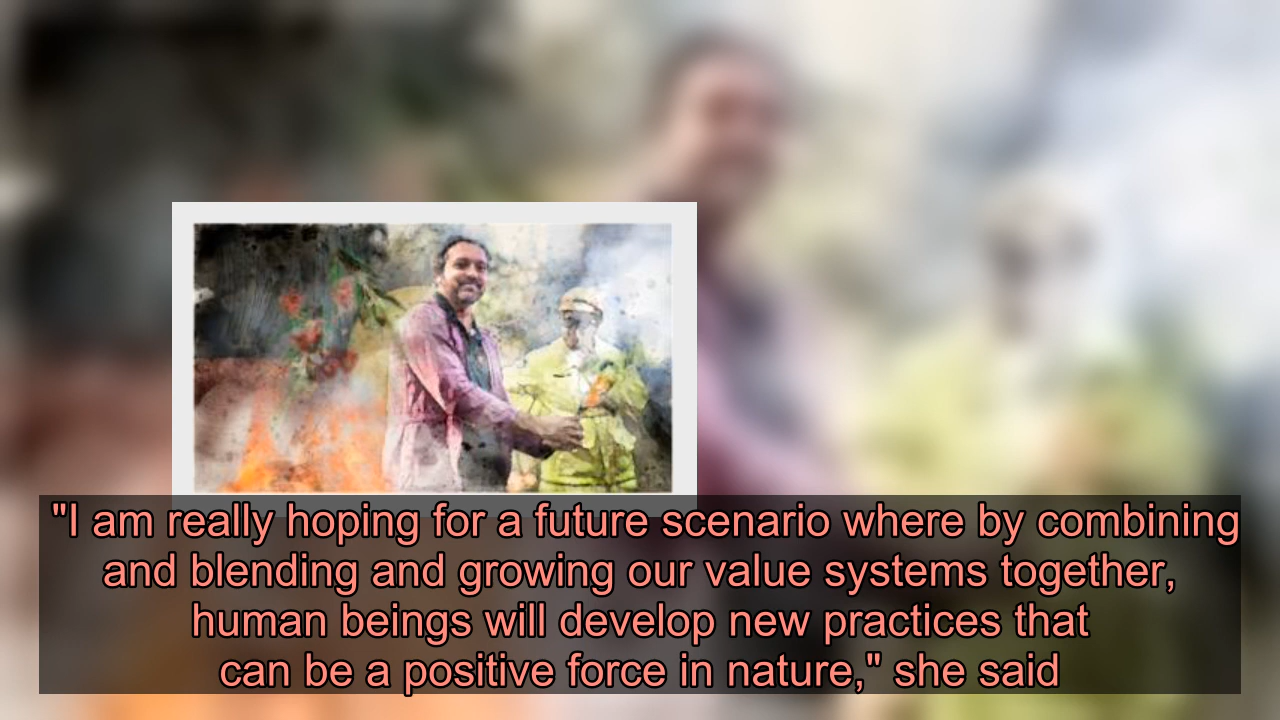 "I am really hoping for a future scenario where by combining
and blending and growing our value systems together,
human beings will develop new practices that
can be a positive force in nature," she said